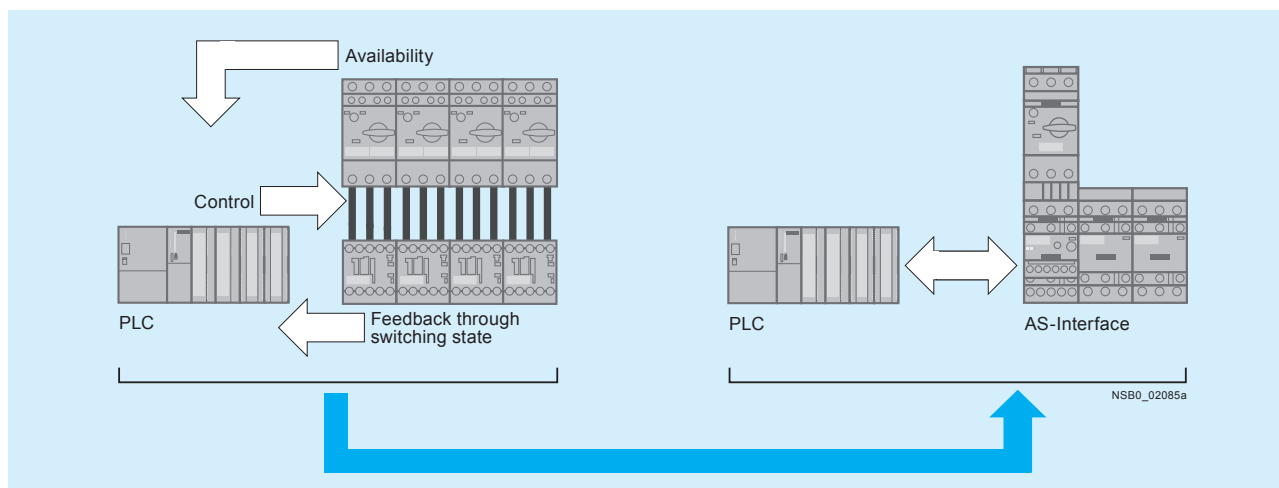 Availability
Control
PLC
Feedback through
switching state
PLC
AS-Interface
NSB0_02085a